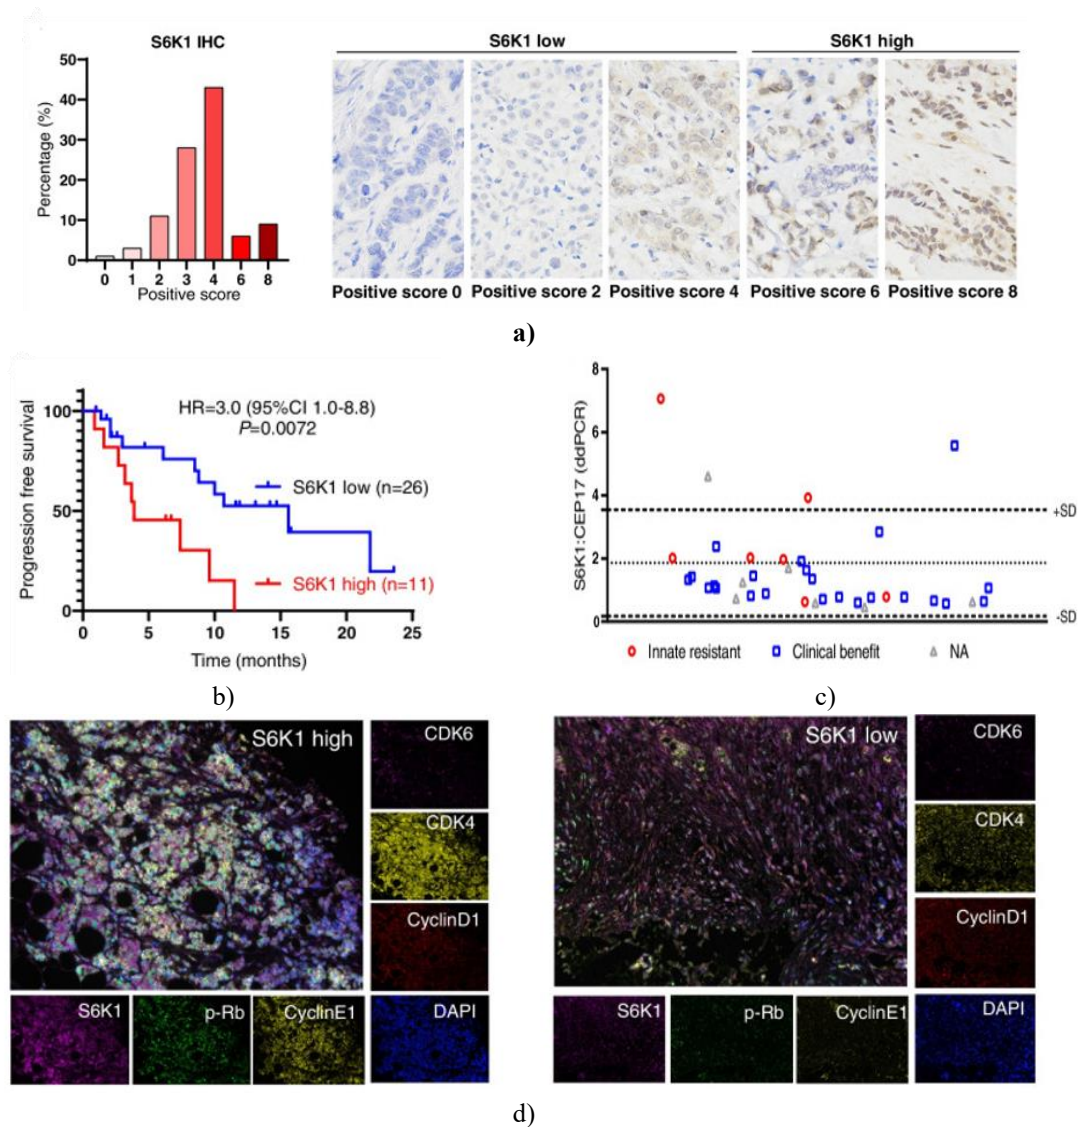 S6K1 IHC
Percentage (%)
50
40
30
20
10
0
0 1 2 3 4 6 8
Positive score
S6K1 low
S6K1 high
Positive score 0 Positive score 2 Positive score 4 Positive score 6 Positive score 8
a)
Progression free survival
100
50
0
HR=3.0 (95%CI 1.0-8.8)
P=0.0072
S6K1 low (n=26)
S6K1 high (n=11)
0 5 10 15 20 25
Time (months)
b)
S6K1:CEP17 (ddPCR)
8
6
4
2
0
+SD
-SD
Innate resistant
Clinical benefit
NA
c)
S6K1 high
CDK6
CDK4
CyclinD1
S6K1
p-Rb
CyclinE1
DAPI
S6K1 low
CDK6
CDK4
CyclinD1
S6K1
p-Rb
CyclinE1
DAPI
d)